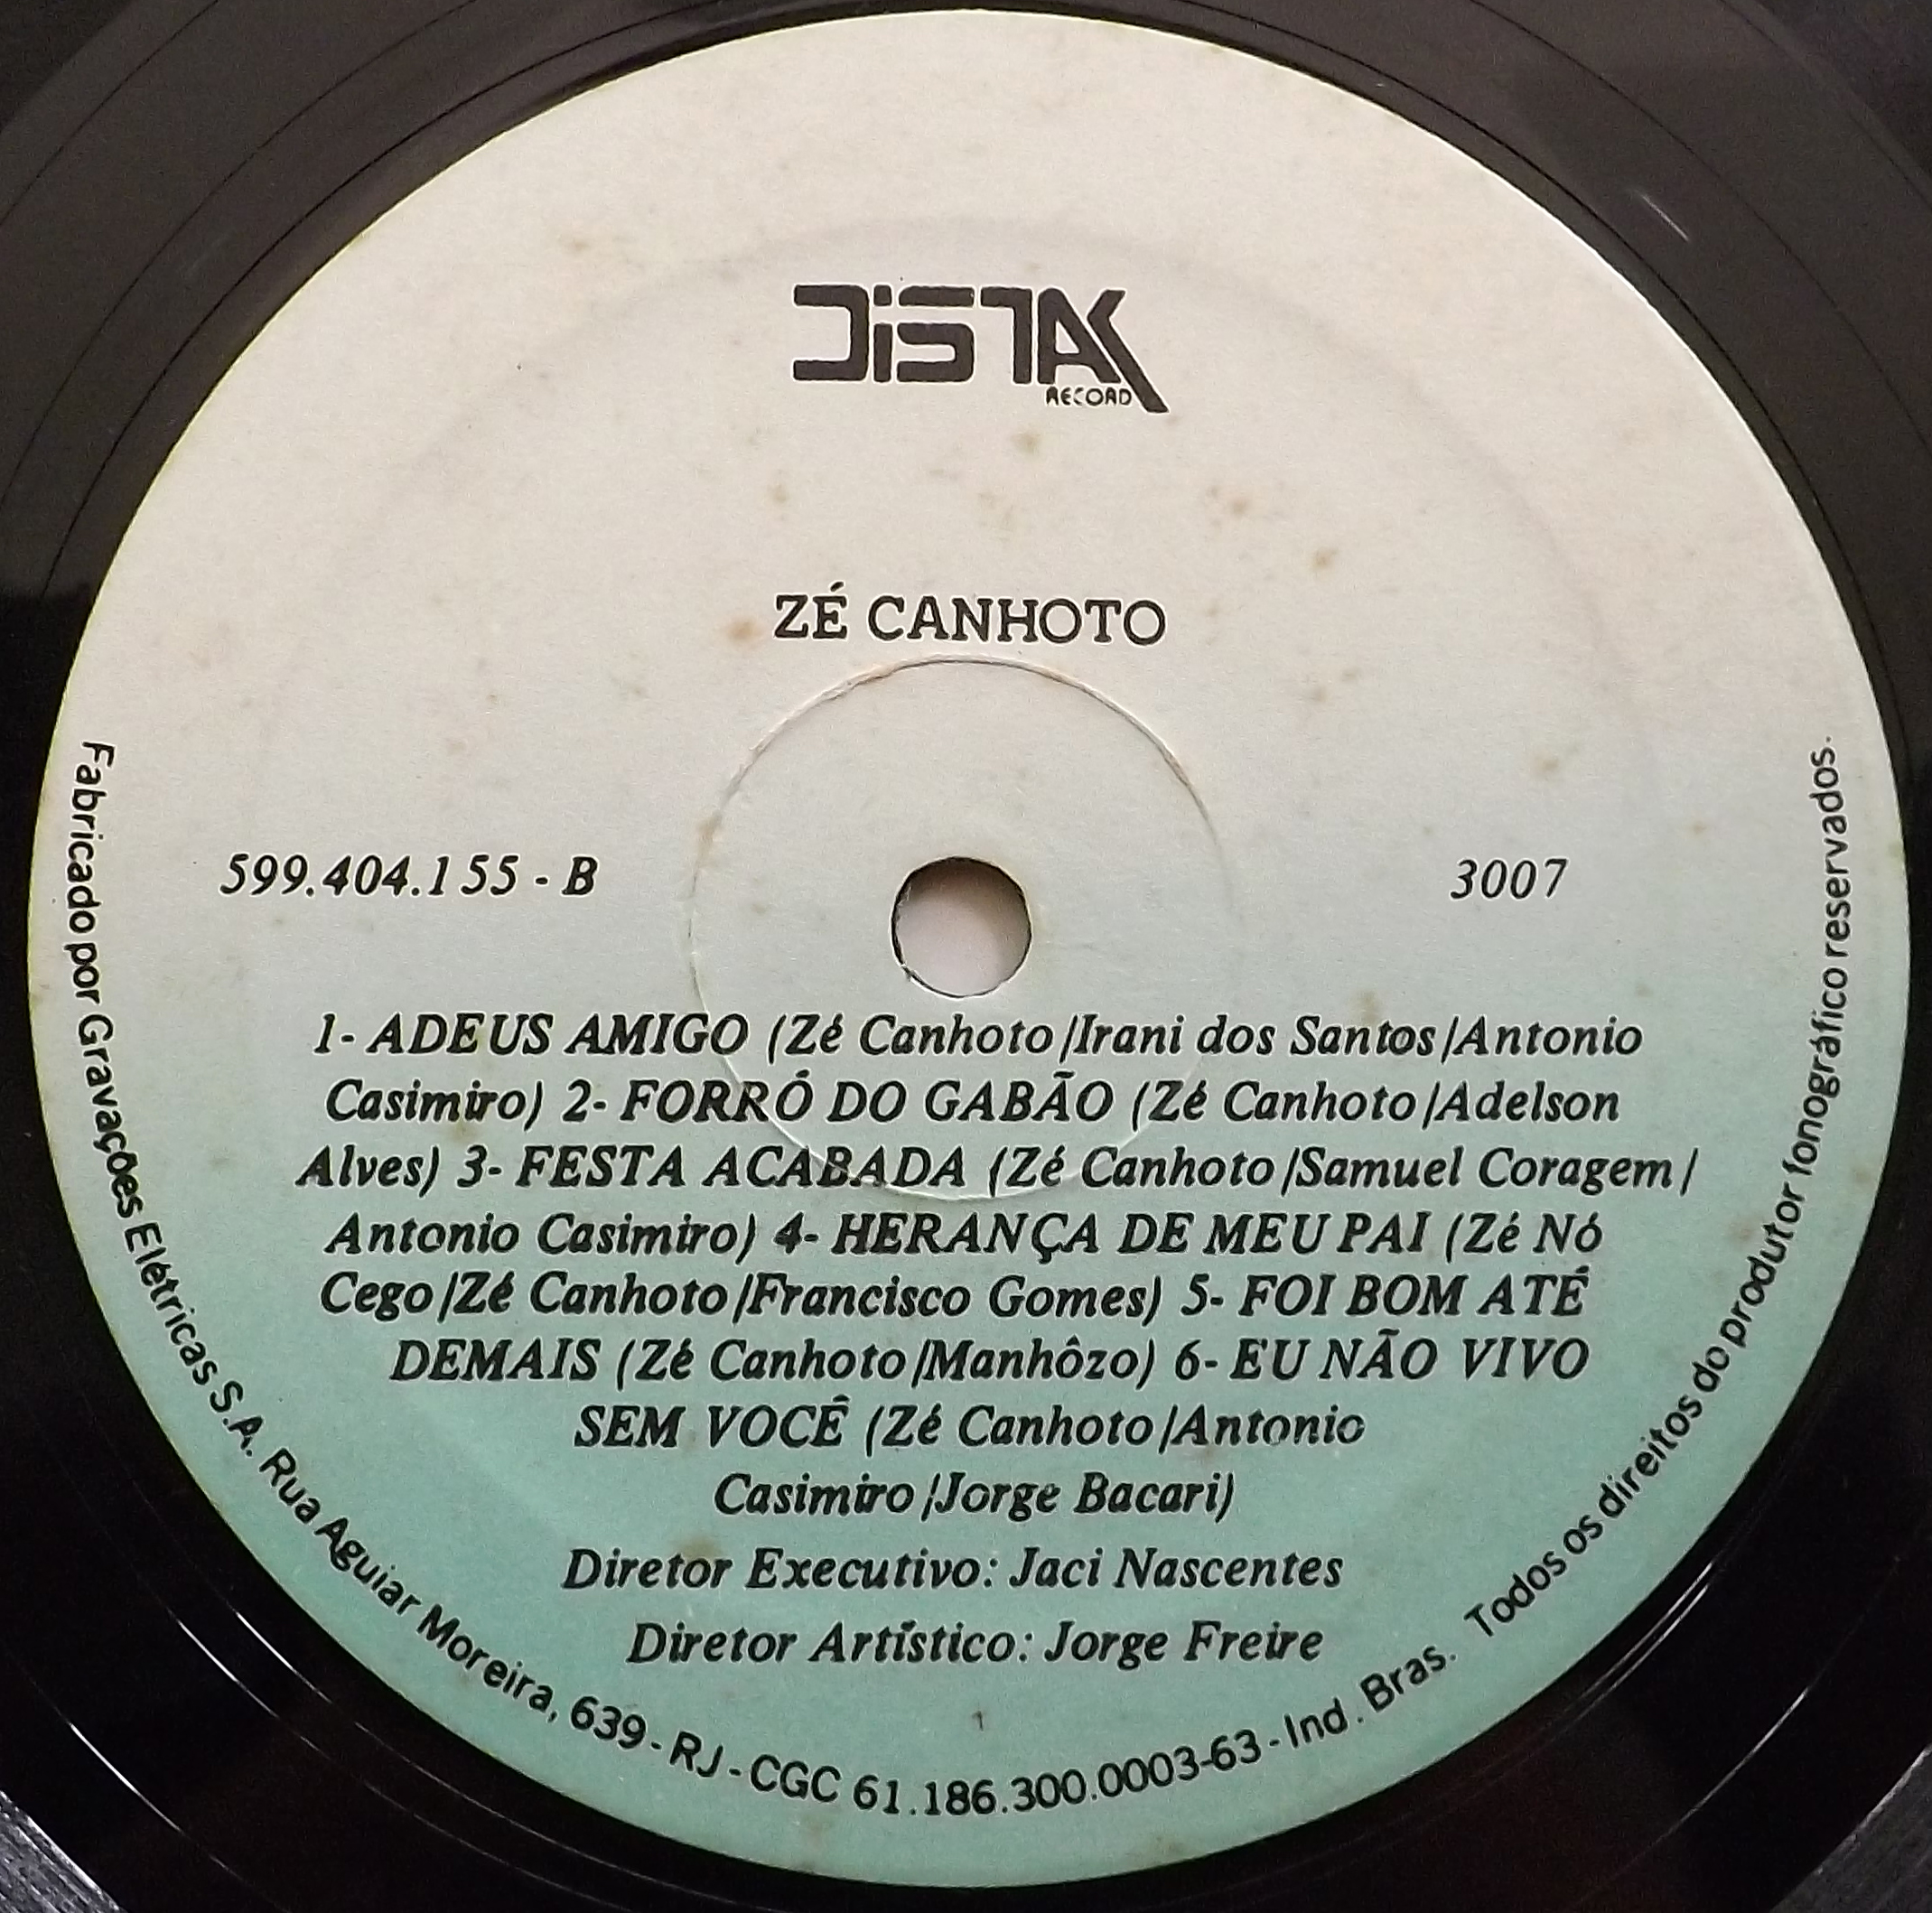 DISTAK
RECORD
ZÉ CANHOTO
599.404.155 - B
3007
1- ADEUS AMIGO (Zé Canhoto/Irani dos Santos/Antonio
Casimiro) 2- FORRÓ DO GABÃO (Zé Canhoto/Adelson
Alves) 3- FESTA ACABADA (Zé Canhoto/Samuel Coragem/
Antonio Casimiro) 4- HERANÇA DE MEU PAI (Zé Nó
Cego/Zé Canhoto/Francisco Gomes) 5- FOI BOM ATÉ
DEMAIS (Zé Canhoto/Manhôzo) 6- EU NÃO VIVO
SEM VOCÊ (Zé Canhoto/Antonio
Casimiro/Jorge Bacari)
Diretor Executivo: Jaci Nascentes
Diretor Artístico: Jorge Freire
Fabricado por Gravações Elétricas S.A. Rua Aguiar Moreira, 639 - RJ - CGC 61.186.300.0003-63 - Ind. Bras. Todos os direitos do produtor fonográfico reservados.